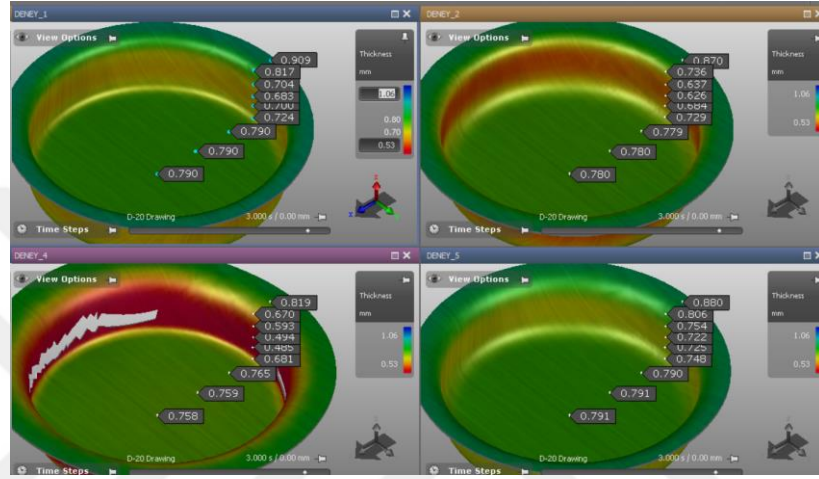 DENEY_1
View Options
0.909
0.817
0.704
0.683
0.700
0.724
0.790
0.790
0.790
Thickness
mm
1.06
0.80
0.70
0.53
D-20 Drawing
3.000 s / 0.00 mm
Time Steps
DENEY_2
View Options
0.870
0.736
0.637
0.626
0.684
0.729
0.779
0.780
0.780
Thickness
mm
1.06
0.53
D-20 Drawing
3.000 s / 0.00 mm
Time Steps
DENEY_4
View Options
0.819
0.670
0.593
0.494
0.485
0.681
0.765
0.759
0.758
Thickness
mm
1.06
0.53
D-20 Drawing
3.000 s / 0.00 mm
Time Steps
DENEY_5
View Options
0.880
0.806
0.754
0.722
0.725
0.748
0.790
0.791
0.791
Thickness
mm
1.06
0.53
D-20 Drawing
3.000 s / 0.00 mm
Time Steps